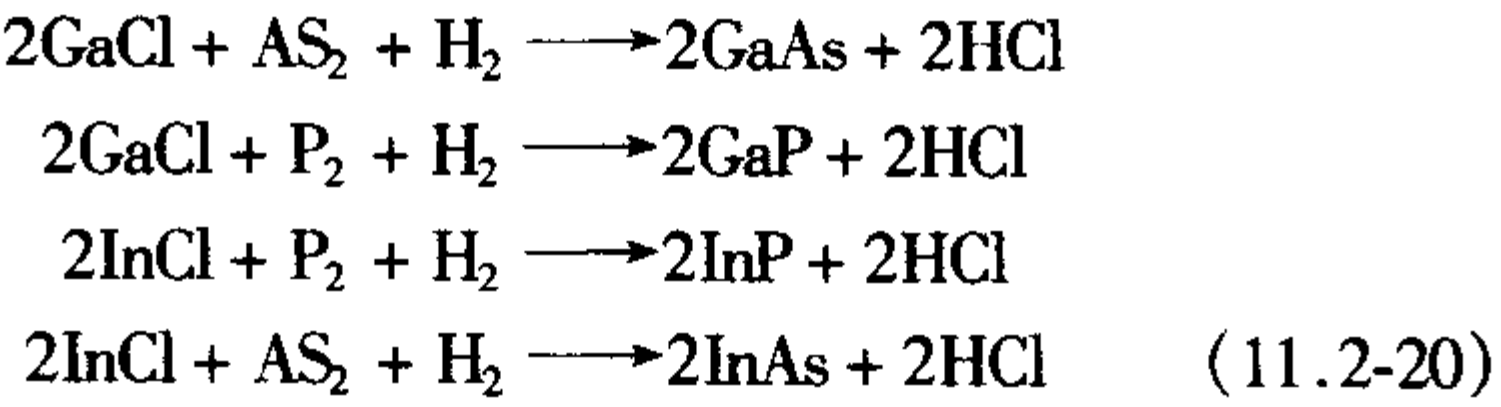 2GaCl + AS₂ + H₂ ⟶2GaAs + 2HCl
2GaCl + P₂ + H₂ ⟶2GaP + 2HCl
2InCl + P₂ + H₂ ⟶2InP + 2HCl
2InCl + AS₂ + H₂ ⟶2InAs + 2HCl (11.2-20)